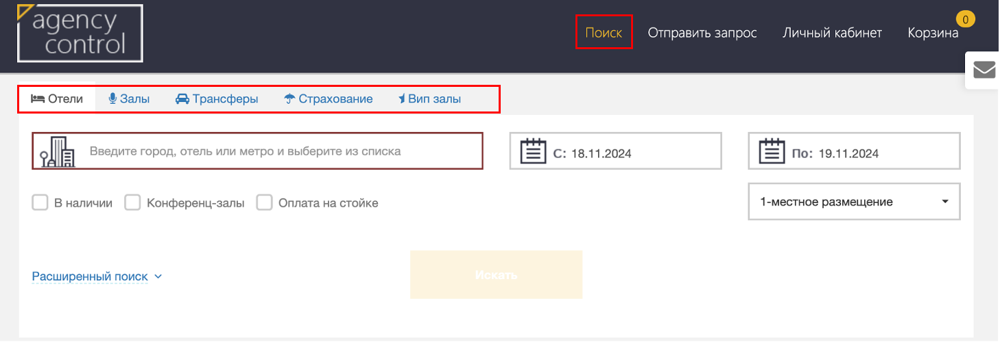 agency
control
Поиск Отправить запрос Личный кабинет Корзина 0
Отели Залы Трансферы Страхование Вип залы
Введите город, отель или метро и выберите из списка С: 18.11.2024 По: 19.11.2024
В наличии Конференц-залы Оплата на стойке 1-местное размещение
Расширенный поиск Искать